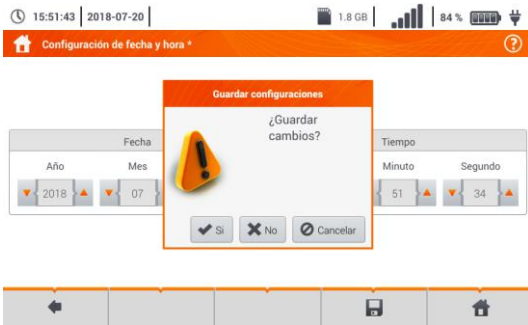 15:51:43 2018-07-20 1.8 GB 84 %
Configuración de fecha y hora *
?
Guardar configuraciones
¿Guardar
cambios?
Fecha Tiempo
Año Mes Minuto Segundo
2018 07 51 34
Si No Cancelar